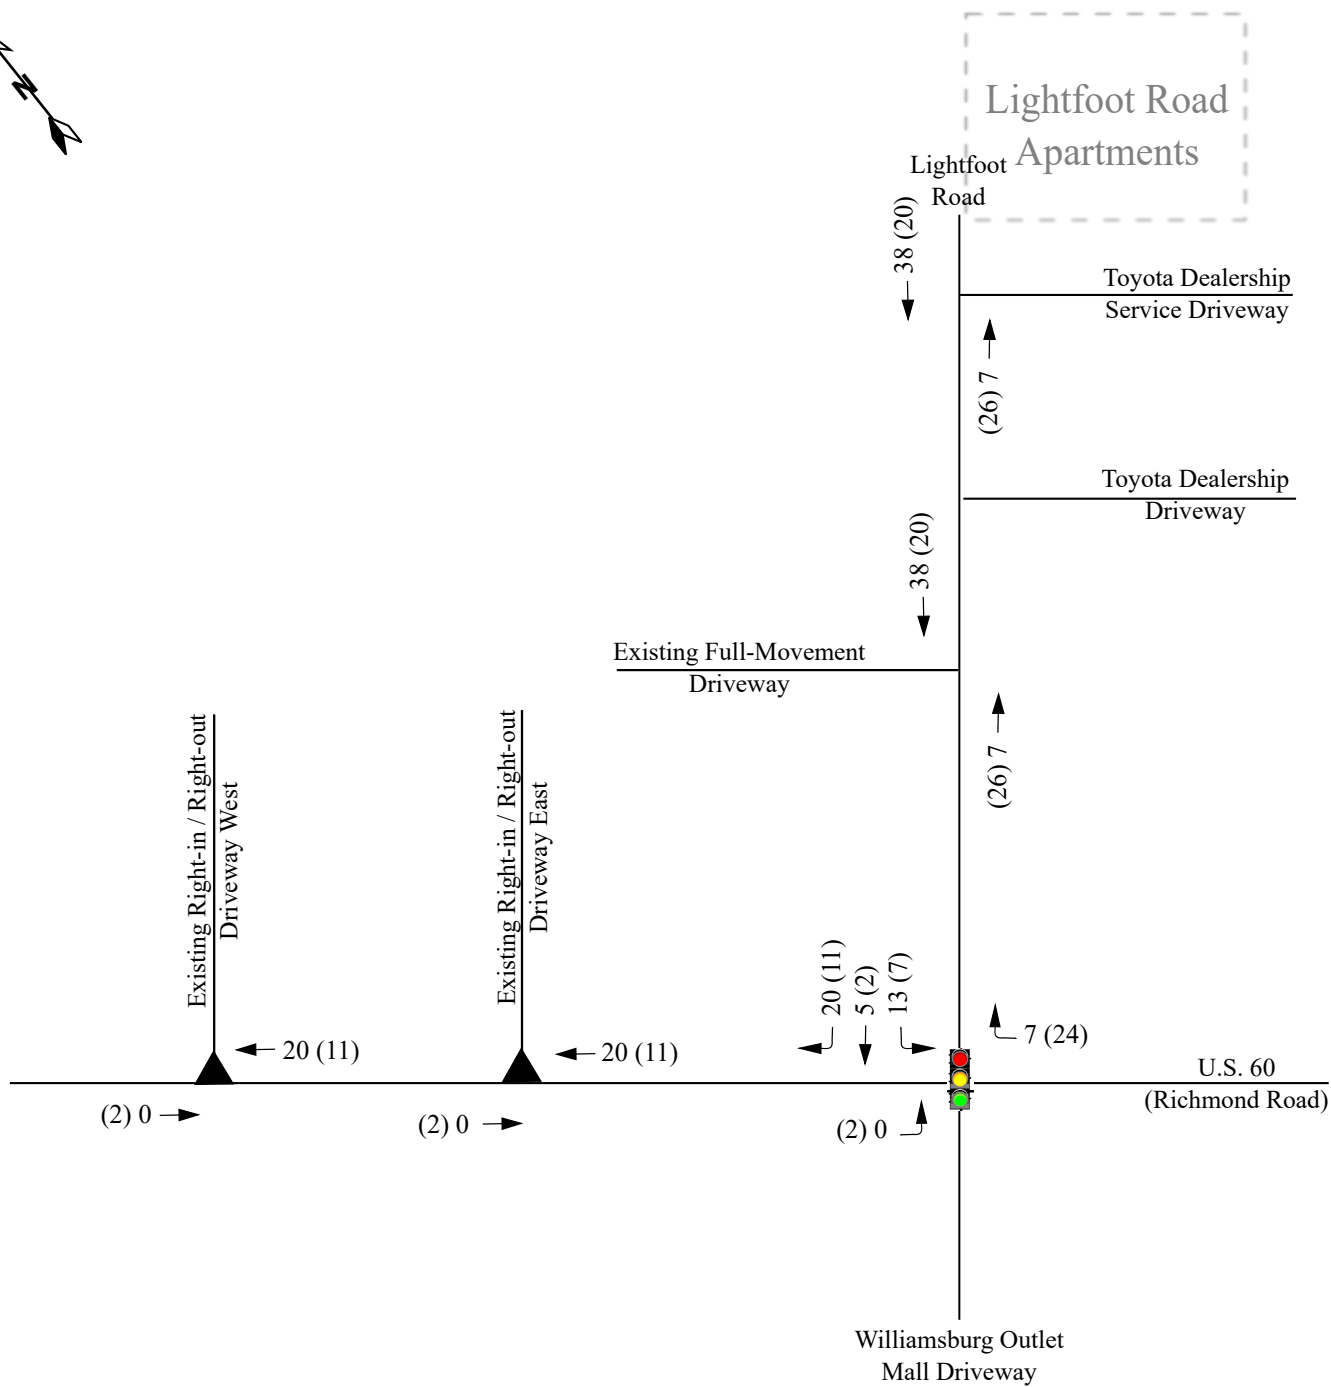 N
Lightfoot Road
Apartments
Lightfoot
Road
38 (20)
Toyota Dealership
Service Driveway
(26) 7
Toyota Dealership
Driveway
38 (20)
Existing Full-Movement
Driveway
(26) 7
Existing Right-in / Right-out
Driveway West
Existing Right-in / Right-out
Driveway East
20 (11)
5 (2)
13 (7)
7 (24)
20 (11)
20 (11)
U.S. 60
(Richmond Road)
(2) 0
(2) 0
(2) 0
Williamsburg Outlet
Mall Driveway